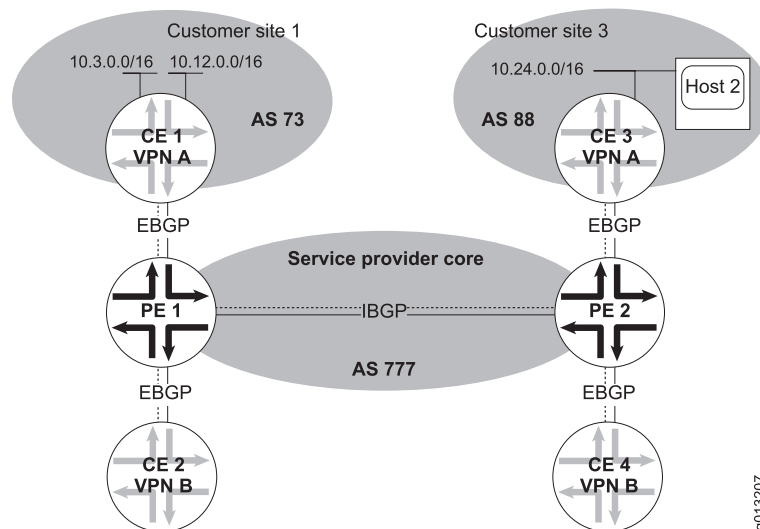 Customer site 1
10.3.0.0/16 10.12.0.0/16
AS 73
CE 1
VPN A
Customer site 3
10.24.0.0/16
Host 2
AS 88
CE 3
VPN A
EBGP
EBGP
Service provider core
PE 1
IBGP
PE 2
AS 777
EBGP
EBGP
CE 2
VPN B
CE 4
VPN B
g013207